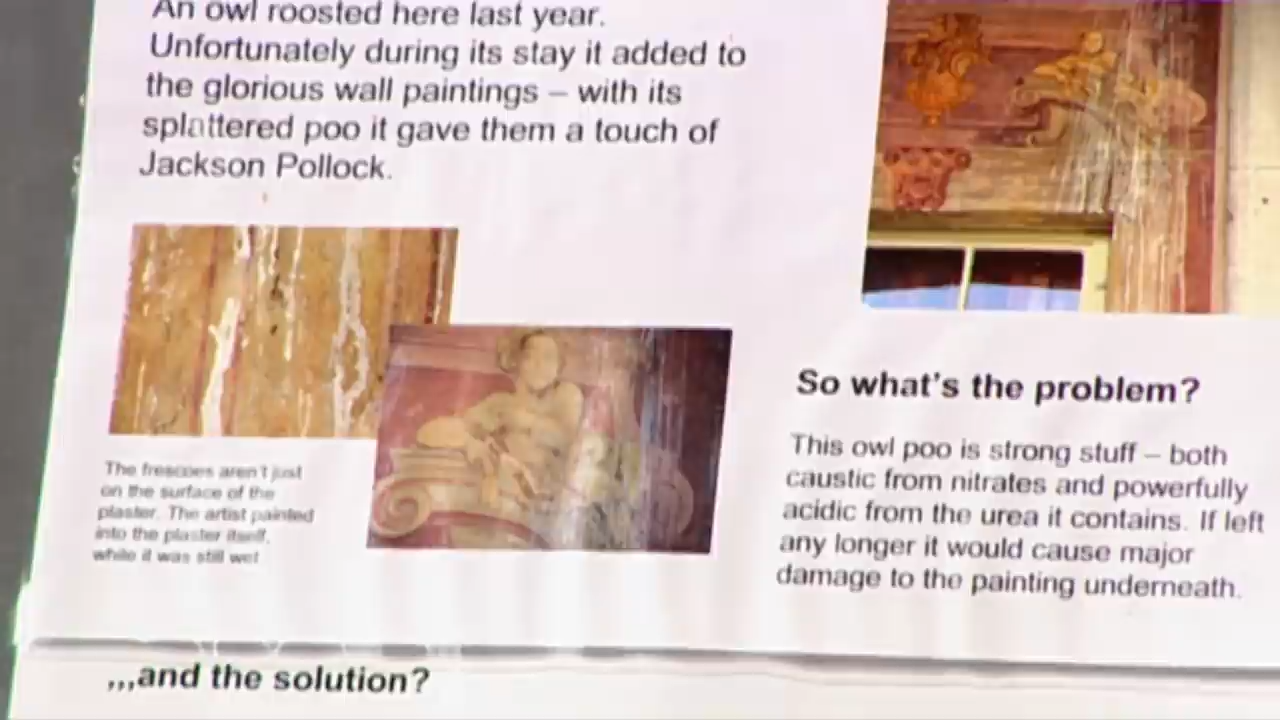 An owl roosted here last year.
Unfortunately during its stay it added to
the glorious wall paintings – with its
splattered poo it gave them a touch of
Jackson Pollock.
The frescoes aren't just
on the surface of the
plaster. The artist painted
into the plaster itself,
while it was still wet
So what's the problem?
This owl poo is strong stuff – both
caustic from nitrates and powerfully
acidic from the urea it contains. If left
any longer it would cause major
damage to the painting underneath.
,,,and the solution?